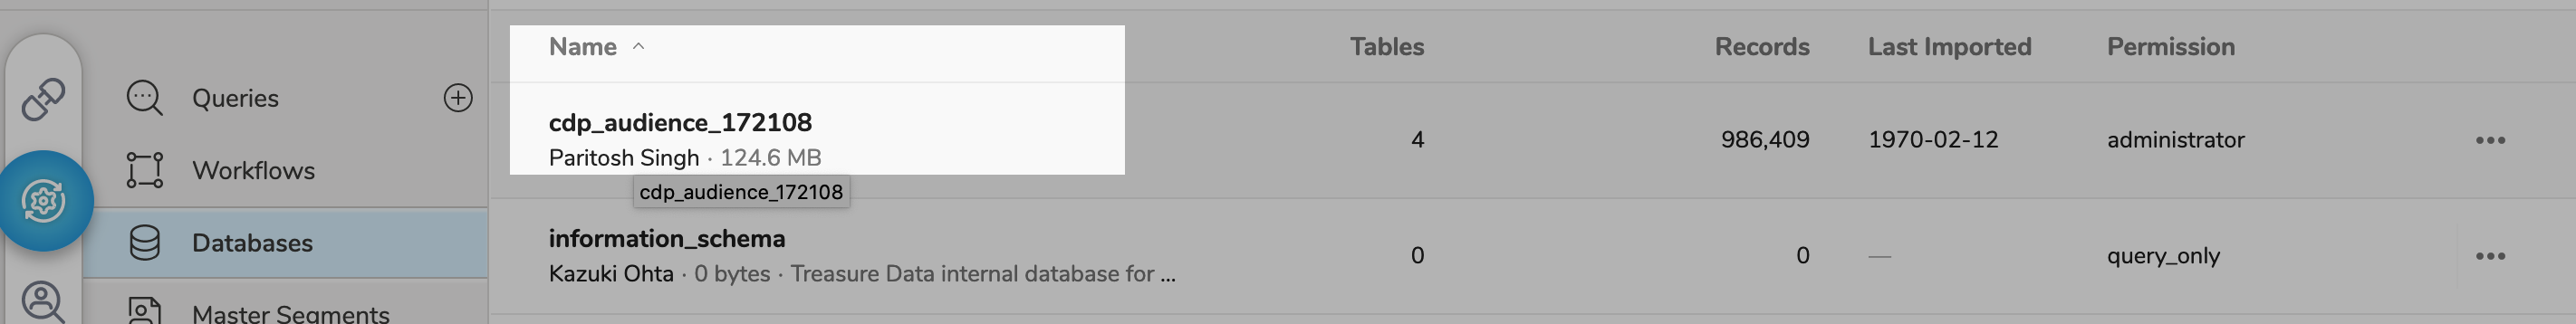 Name Tables Records Last Imported Permission
Queries
cdp_audience_172108 4 986,409 1970-02-12 administrator
Paritosh Singh · 124.6 MB
Workflows
cdp_audience_172108
Databases
information_schema 0 0 — query_only
Kazuki Ohta · 0 bytes · Treasure Data internal database for ...
Master Segments